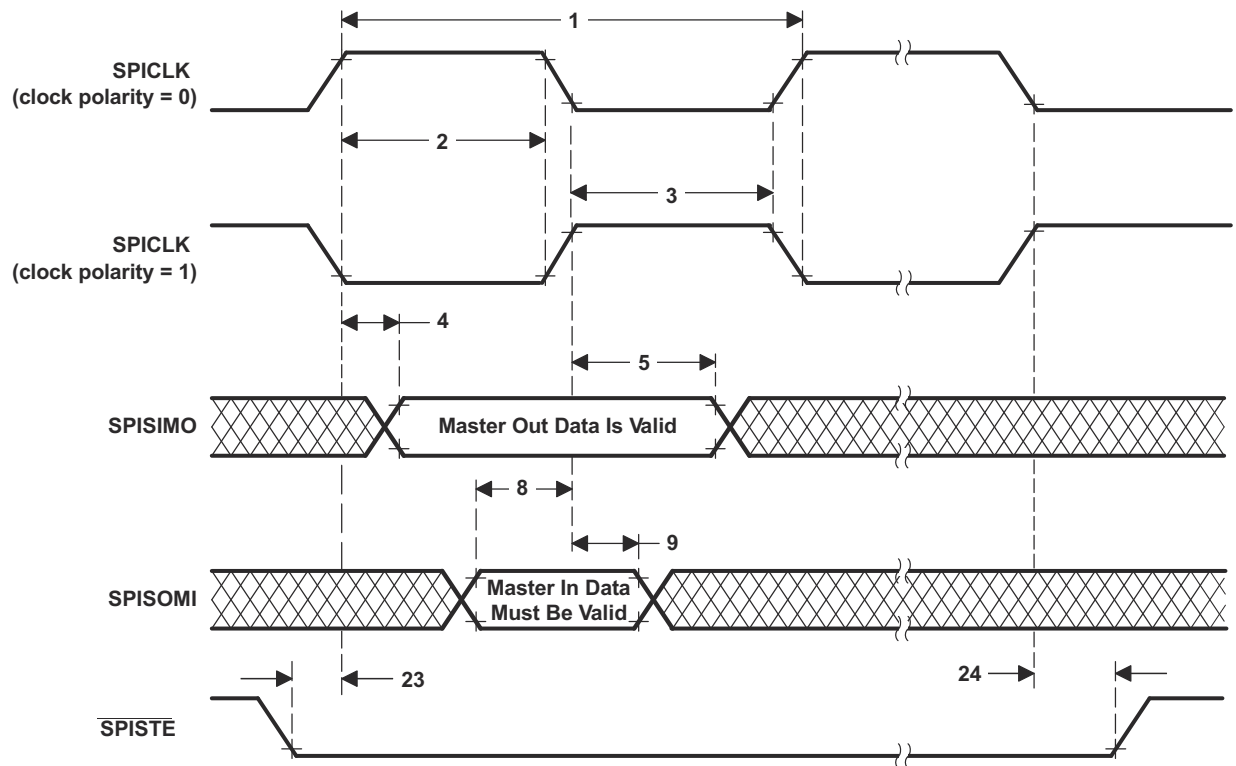 1
SPICLK
(clock polarity = 0)
2
3
SPICLK
(clock polarity = 1)
4
5
SPISIMO
Master Out Data Is Valid
8
9
SPISOMI
Master In Data
Must Be Valid
23
24
SPISTE